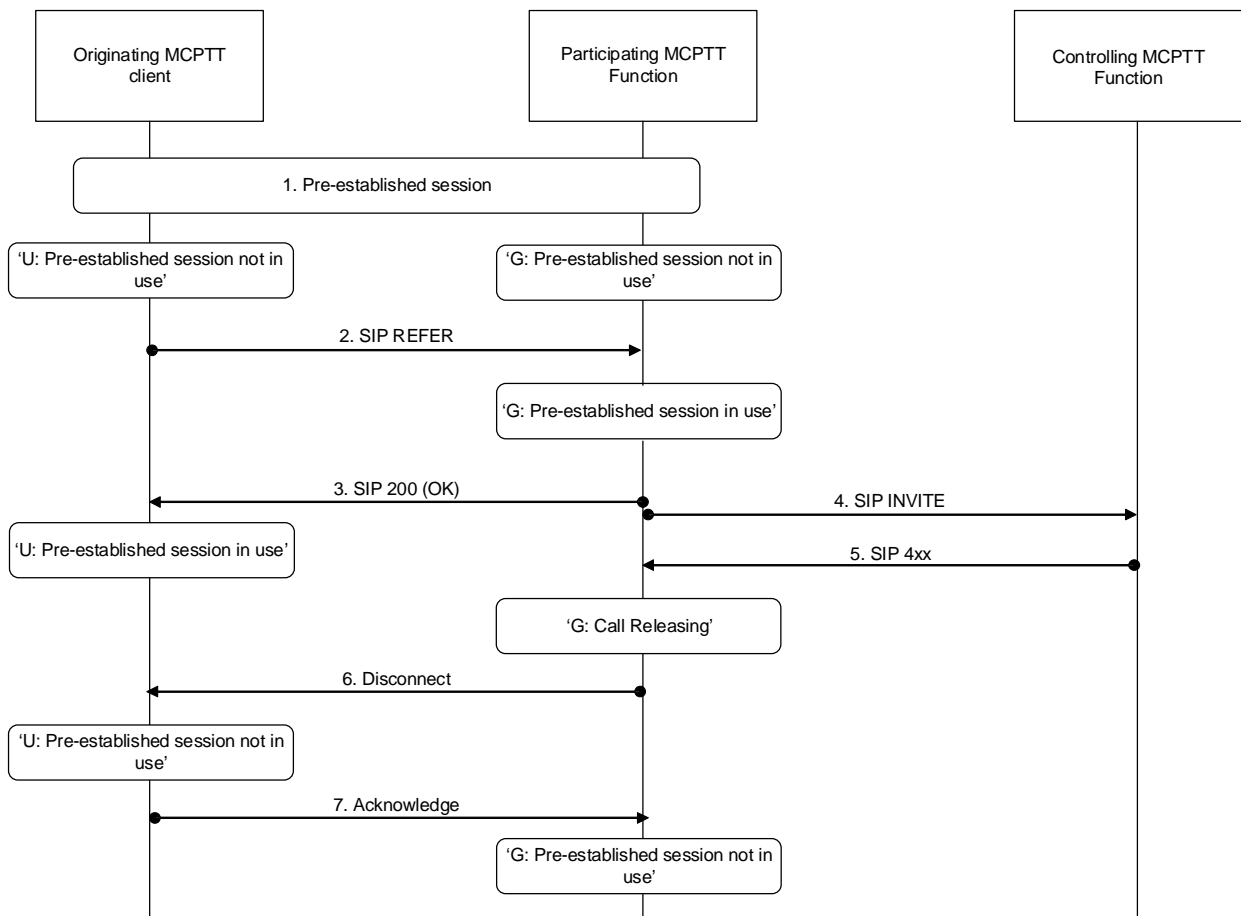 Originating MCPTT
client
Participating MCPTT
Function
Controlling MCPTT
Function
1. Pre-established session
‘U: Pre-established session not in
use’
‘G: Pre-established session not in
use’
2. SIP REFER
‘G: Pre-established session in use’
3. SIP 200 (OK)
4. SIP INVITE
‘U: Pre-established session in use’
5. SIP 4xx
‘G: Call Releasing’
6. Disconnect
‘U: Pre-established session not in
use’
7. Acknowledge
‘G: Pre-established session not in
use’